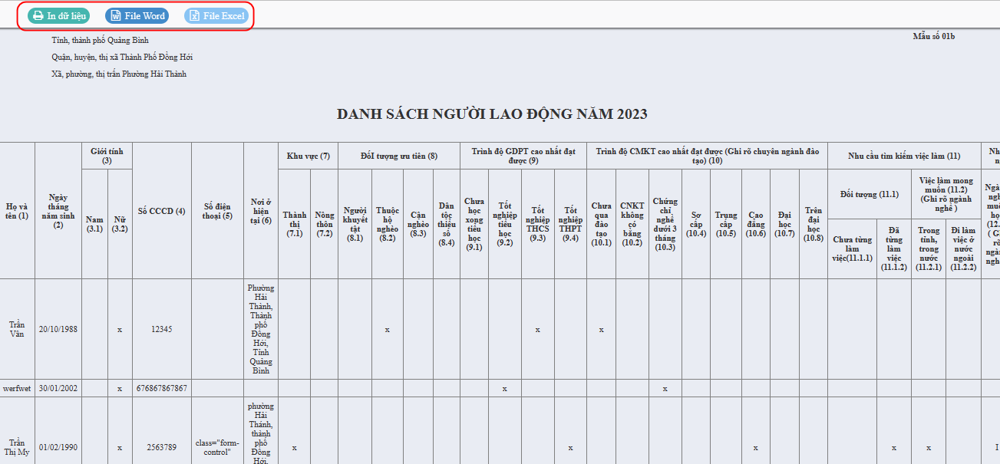 In dữ liệu File Word File Excel
Tỉnh, thành phố Quảng Bình
Mẫu số 01b
Quận, huyện, thị xã Thành Phố Đồng Hới
Xã, phường, thị trấn Phường Hải Thành
DANH SÁCH NGƯỜI LAO ĐỘNG NĂM 2023
Họ và
tên (1)
Ngày
tháng
năm sinh
(2)
Giới tính
(3)
Nam
(3.1)
Nữ
(3.2)
Số CCCD (4)
Số điện
thoại (5)
Nơi ở
hiện
tại (6)
Khu vực (7)
Thành
thị
(7.1)
Nông
thôn
(7.2)
ĐốI tượng ưu tiên (8)
Người
khuyết
tật
(8.1)
Thuộc
hộ
nghèo
(8.2)
Cận
nghèo
(8.3)
Dân
tộc
thiểu
số
(8.4)
Trình độ GDPT cao nhất đạt
được (9)
Chưa
học
xong
tiểu
học
(9.1)
Tốt
nghiệp
tiểu
học
(9.2)
Tốt
nghiệp
THCS
(9.3)
Tốt
nghiệp
THPT
(9.4)
Trình độ CMKT cao nhất đạt được (Ghi rõ chuyên ngành đào
tạo) (10)
Chưa
qua
đào
tạo
(10.1)
CNKT
không
có
bằng
(10.2)
Chứng
chỉ
nghề
dưới 3
tháng
(10.3)
Sơ
cấp
(10.4)
Trung
cấp
(10.5)
Cao
đẳng
(10.6)
Đại
học
(10.7)
Trên
đại
học
(10.8)
Nhu cầu tìm kiếm việc làm (11)
Đối tượng (11.1)
Chưa từng
làm
việc(11.1.1)
Đã
từng
làm
việc
(11.1.2)
Việc làm mong
muốn (11.2)
(Ghi rõ ngành
nghề )
Trong
tỉnh,
trong
nước
(11.2.1)
Đi làm
việc ở
nước
ngoài
(11.2.2)
Trần
Vân
20/10/1988
x
12345
Phường
Hải
Thành,
Thành
phố
Đồng
Hới,
Tỉnh
Quảng
Bình
x
x
x
werfwet
30/01/2002
x
676867867867
x
x
Trần
Thị My
01/02/1990
x
2563789
class="form-
control"
phường
Hải
Thành,
thành
phố
Đồng
Hới,
x
x
x
x
x